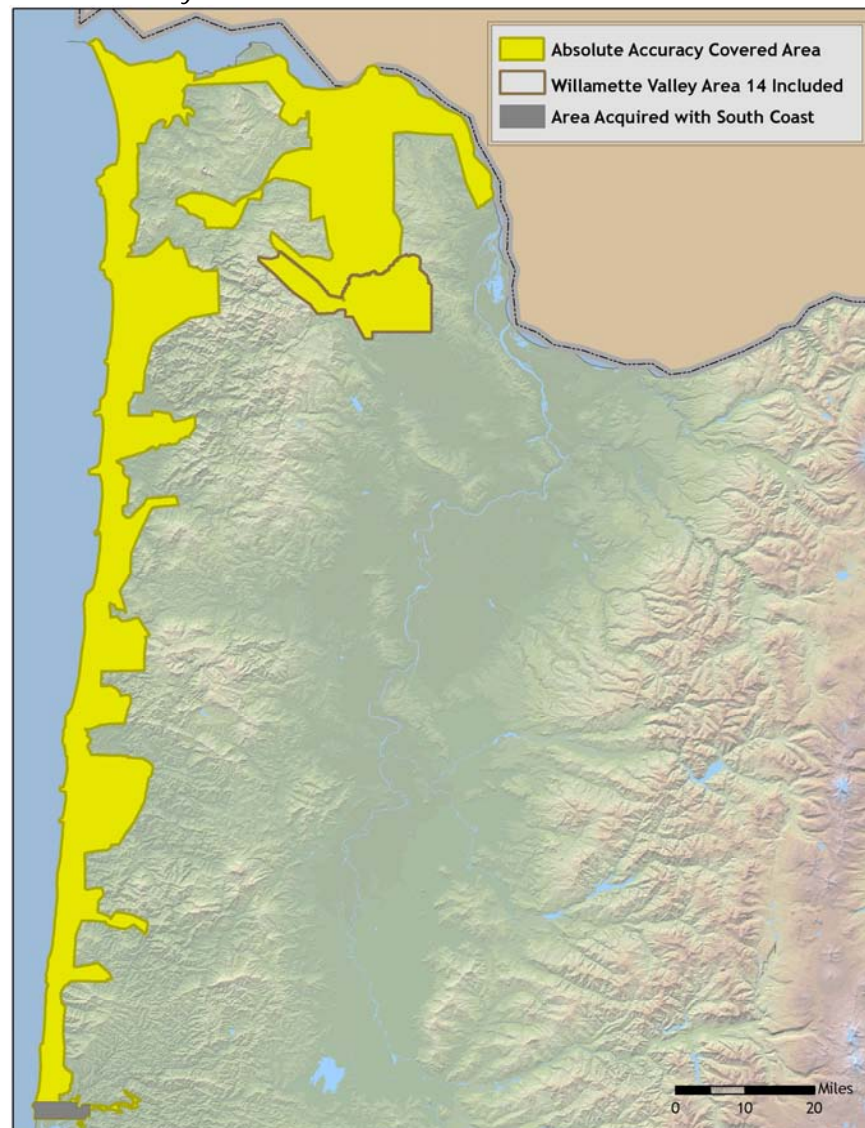 Absolute Accuracy Covered Area
Willamette Valley Area 14 Included
Area Acquired with South Coast
Miles
0 10 20